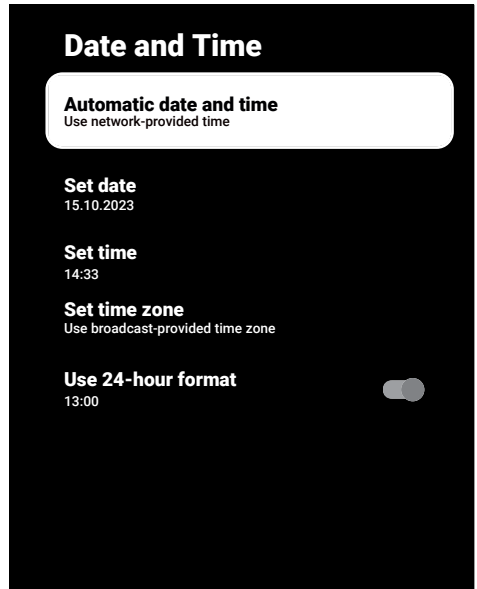 Date and Time
Automatic date and time
Use network-provided time
Set date
15.10.2023
Set time
14:33
Set time zone
Use broadcast-provided time zone
Use 24-hour format
13:00